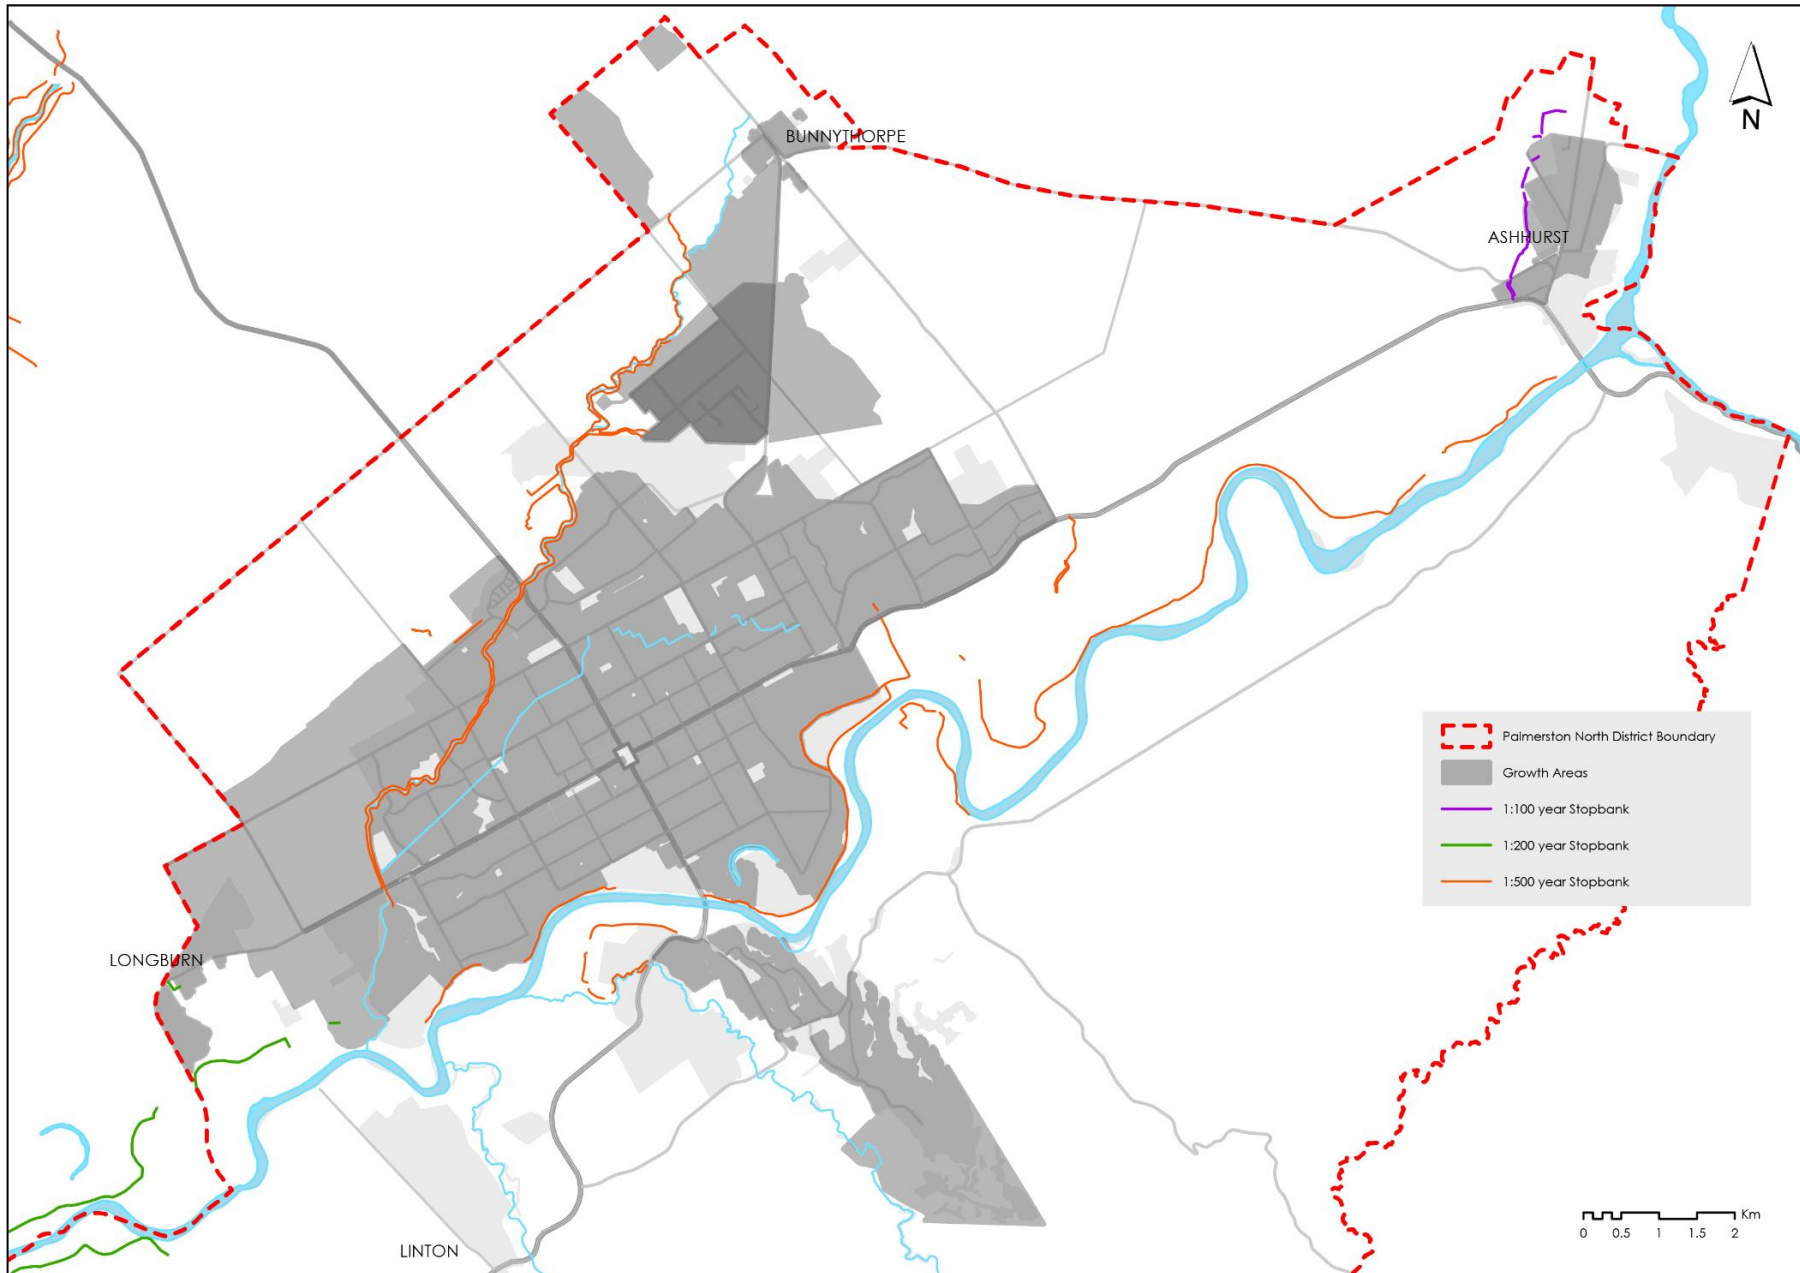 N
BUNNYTHORPE
ASHHURST
Palmerston North District Boundary
Growth Areas
1:100 year Stopbank
1:200 year Stopbank
1:500 year Stopbank
LONGBURN
LINTON
Km
0 0.5 1 1.5 2